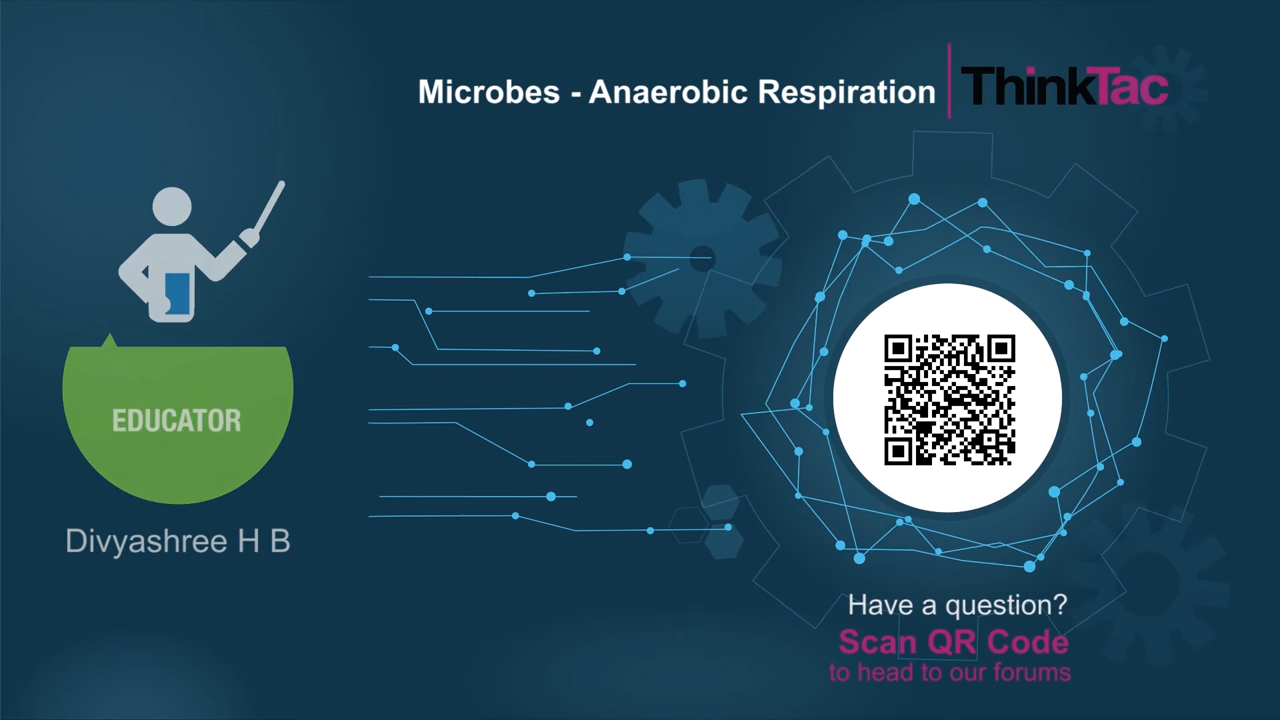 Microbes - Anaerobic Respiration
ThinkTac
EDUCATOR
Divyashree H B
Have a question?
Scan QR Code
to head to our forums